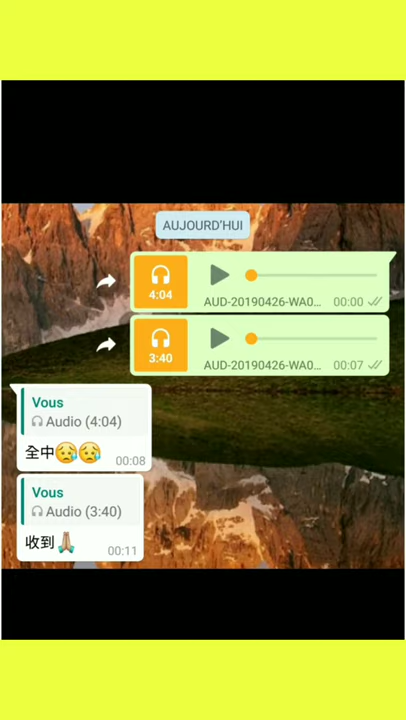 AUJOURD'HUI
4:04
AUD-20190426-WA0... 00:00
3:40
AUD-20190426-WA0... 00:07
Vous
Audio (4:04)
全中😥😥 00:08
Vous
Audio (3:40)
收到🙏🏽 00:11